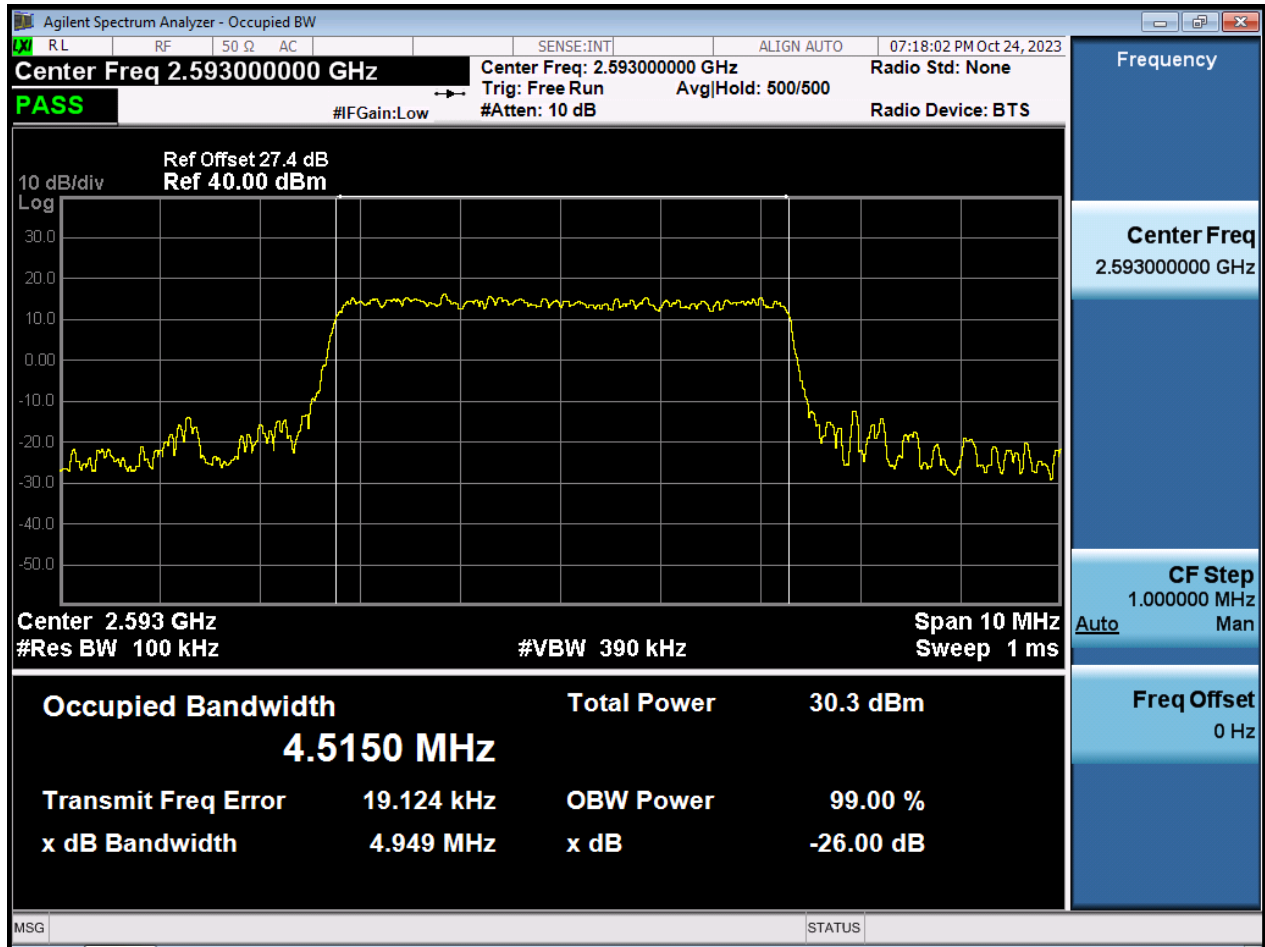 Agilent Spectrum Analyzer - Occupied BW
LXI RL RF 50 Ω AC SENSE:INT ALIGN AUTO 07:18:02 PM Oct 24, 2023
Center Freq 2.593000000 GHz
Center Freq: 2.593000000 GHz
Radio Std: None
Trig: Free Run Avg|Hold: 500/500
PASS
#IFGain:Low
#Atten: 10 dB
Radio Device: BTS
Ref Offset 27.4 dB
10 dB/div Ref 40.00 dBm
Log
30.0
20.0
10.0
0.00
-10.0
-20.0
-30.0
-40.0
-50.0
Center 2.593 GHz Span 10 MHz
#Res BW 100 kHz #VBW 390 kHz Sweep 1 ms
Occupied Bandwidth Total Power 30.3 dBm
4.5150 MHz
Transmit Freq Error 19.124 kHz OBW Power 99.00 %
x dB Bandwidth 4.949 MHz x dB -26.00 dB
MSG STATUS
Frequency
Center Freq
2.593000000 GHz
CF Step
1.000000 MHz
Auto Man
Freq Offset
0 Hz